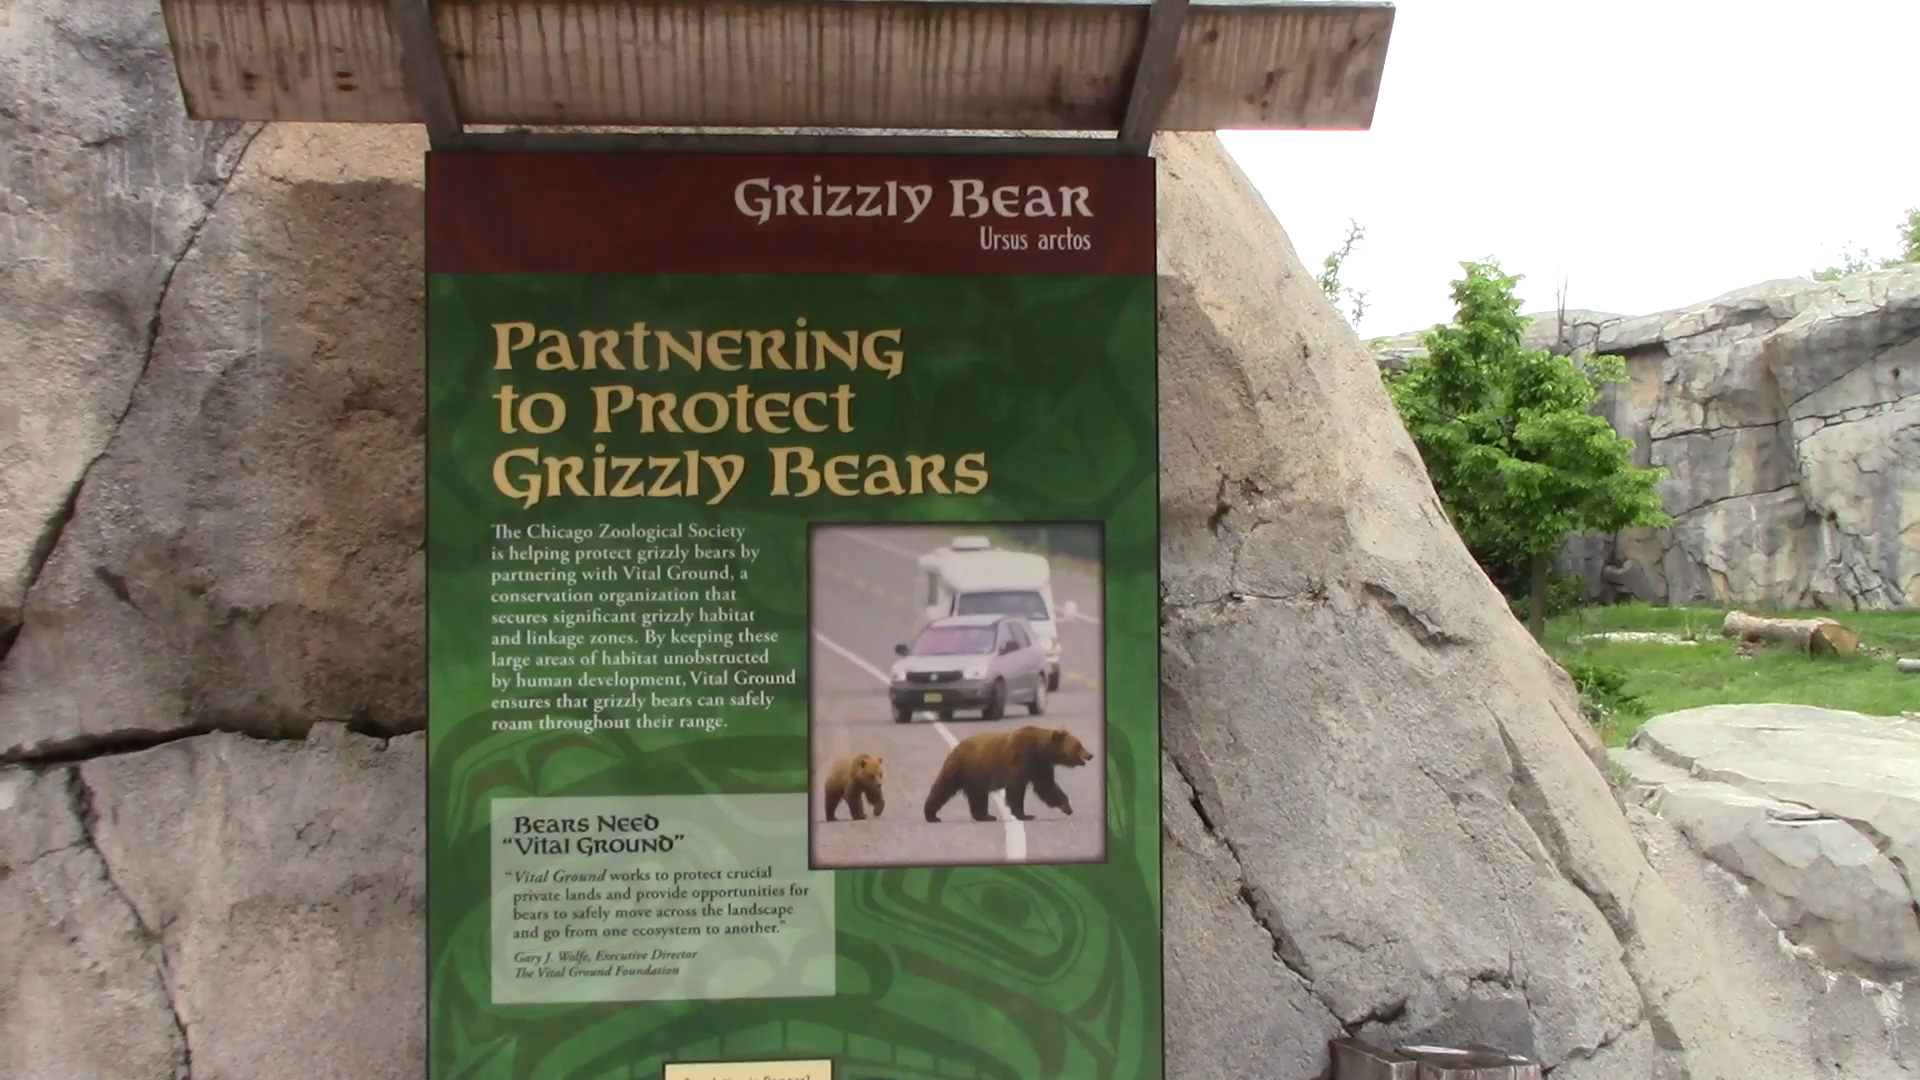 Grizzly Bear
Ursus arctos
Partnering
to Protect
Grizzly Bears
The Chicago Zoological Society
is helping protect grizzly bears by
partnering with Vital Ground, a
conservation organization that
secures significant grizzly habitat
and linkage zones. By keeping these
large areas of habitat unobstructed
by human development, Vital Ground
ensures that grizzly bears can safely
roam throughout their range.
Bears Need
“Vital Ground”
“Vital Ground works to protect crucial
private lands and provide opportunities for
bears to safely move across the landscape
and go from one ecosystem to another.”
Gary J. Wolfe, Executive Director
The Vital Ground Foundation